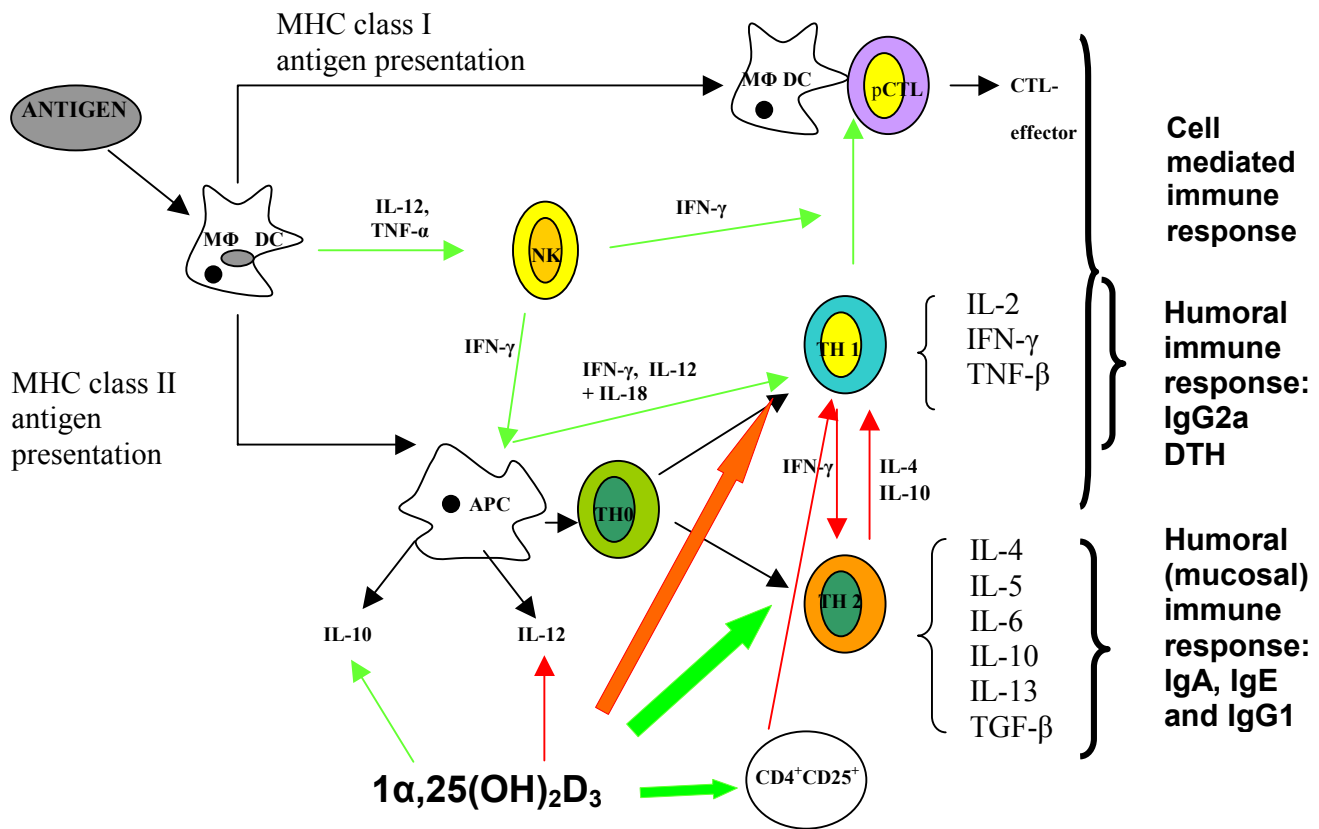 MHC class I
antigen presentation
ANTIGEN
MΦ DC
pCTL
CTL-
effector
Cell
mediated
immune
response
IL-12,
TNF-α
IFN-γ
MΦ DC
NK
IFN-γ
IFN-γ, IL-12
+ IL-18
TH 1
IL-2
IFN-γ
TNF-β
Humoral
immune
response:
IgG2a
DTH
MHC class II
antigen
presentation
APC
TH0
IFN-γ
IL-4
IL-10
TH 2
IL-4
IL-5
IL-6
IL-10
IL-13
TGF-β
Humoral
(mucosal)
immune
response:
IgA, IgE
and IgG1
IL-10
IL-12
1α,25(OH)₂D₃
CD4⁺CD25⁺